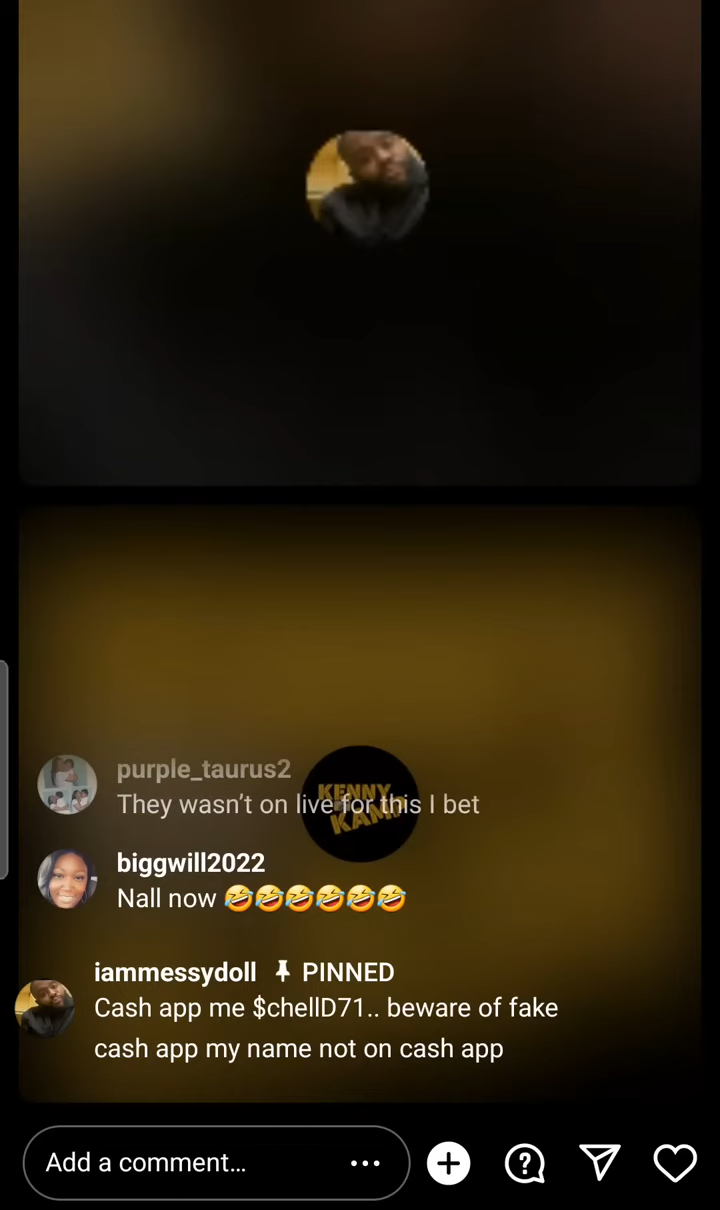 purple_taurus2
They wasn’t on live for this I bet
KENNY
KAMP
biggwill2022
Nall now 🤣🤣🤣🤣🤣🤣
iammessydoll 📌 PINNED
Cash app me $chellD71.. beware of fake
cash app my name not on cash app
Add a comment...